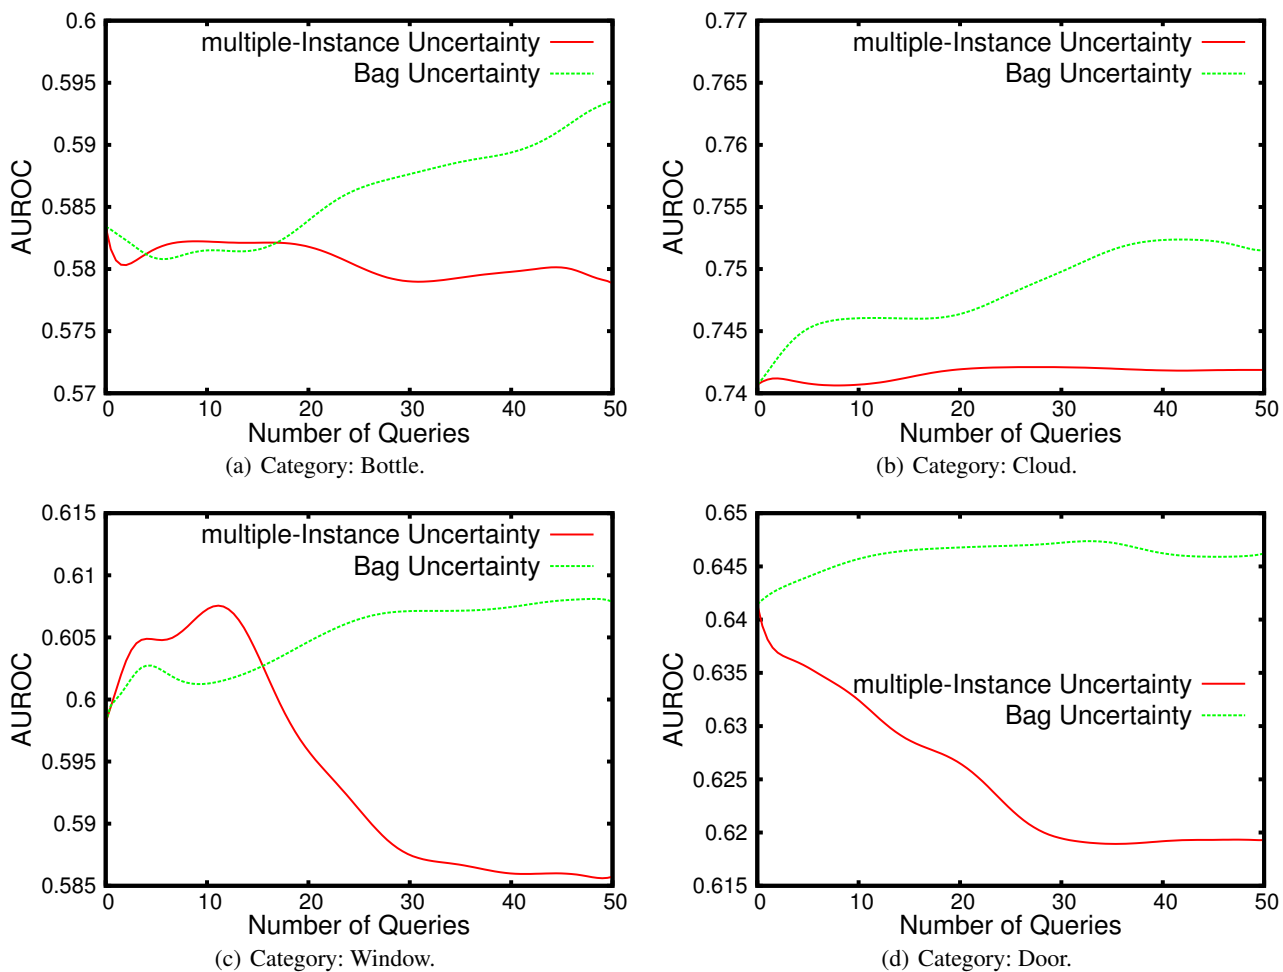 0.6
0.595
0.59
0.585
0.58
0.575
0.57
AUROC
multiple-Instance Uncertainty
Bag Uncertainty
0 10 20 30 40 50
Number of Queries
(a) Category: Bottle.
0.77
0.765
0.76
0.755
0.75
0.745
0.74
AUROC
multiple-Instance Uncertainty
Bag Uncertainty
0 10 20 30 40 50
Number of Queries
(b) Category: Cloud.
0.615
0.61
0.605
0.6
0.595
0.59
0.585
AUROC
multiple-Instance Uncertainty
Bag Uncertainty
0 10 20 30 40 50
Number of Queries
(c) Category: Window.
0.65
0.645
0.64
0.635
0.63
0.625
0.62
0.615
AUROC
multiple-Instance Uncertainty
Bag Uncertainty
0 10 20 30 40 50
Number of Queries
(d) Category: Door.